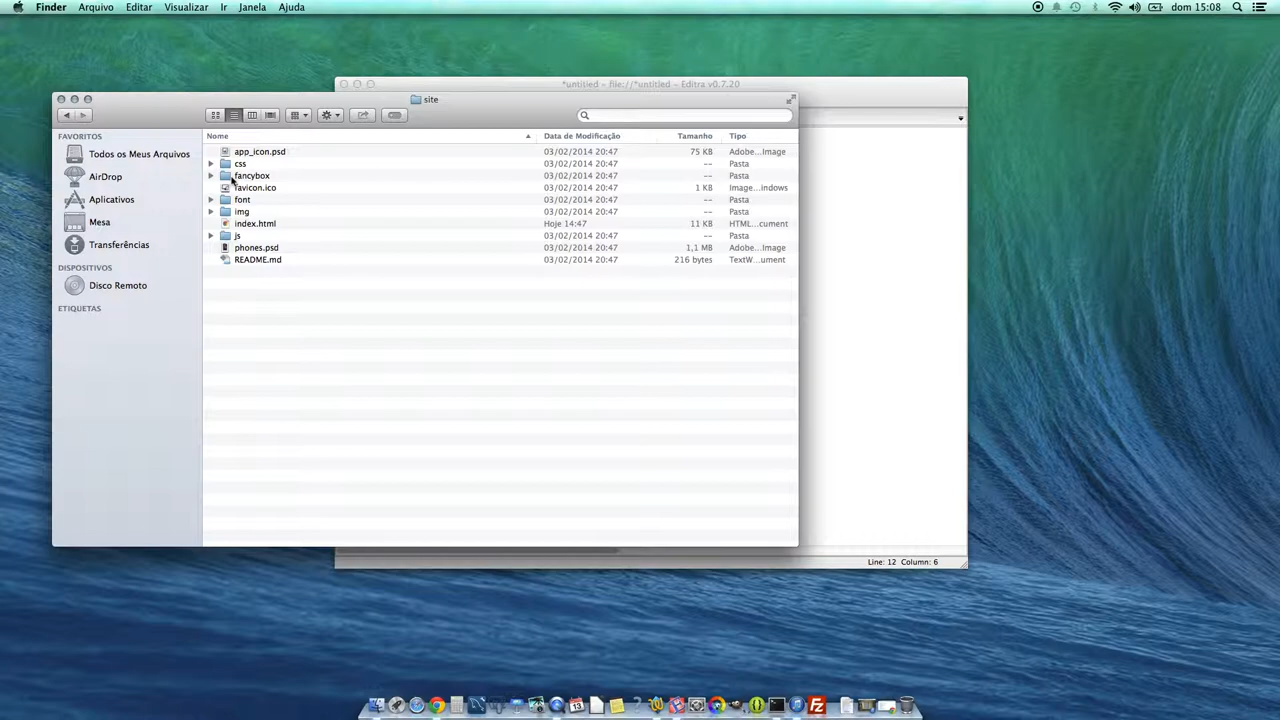 Finder Arquivo Editar Visualizar Ir Janela Ajuda dom 15:08
*untitled - file://*untitled - Editra v0.7.20
site
FAVORITOS
Todos os Meus Arquivos
AirDrop
Aplicativos
Mesa
Transferências
DISPOSITIVOS
Disco Remoto
ETIQUETAS
Nome Data de Modificação Tamanho Tipo
app_icon.psd 03/02/2014 20:47 75 KB Adobe...Image
css 03/02/2014 20:47 -- Pasta
fancybox 03/02/2014 20:47 -- Pasta
favicon.ico 03/02/2014 20:47 1 KB Image...indows
font 03/02/2014 20:47 -- Pasta
img 03/02/2014 20:47 -- Pasta
index.html Hoje 14:47 11 KB HTML...cument
js 03/02/2014 20:47 -- Pasta
phones.psd 03/02/2014 20:47 1,1 MB Adobe...Image
README.md 03/02/2014 20:47 216 bytes TextW...ument
Line: 12 Column: 6